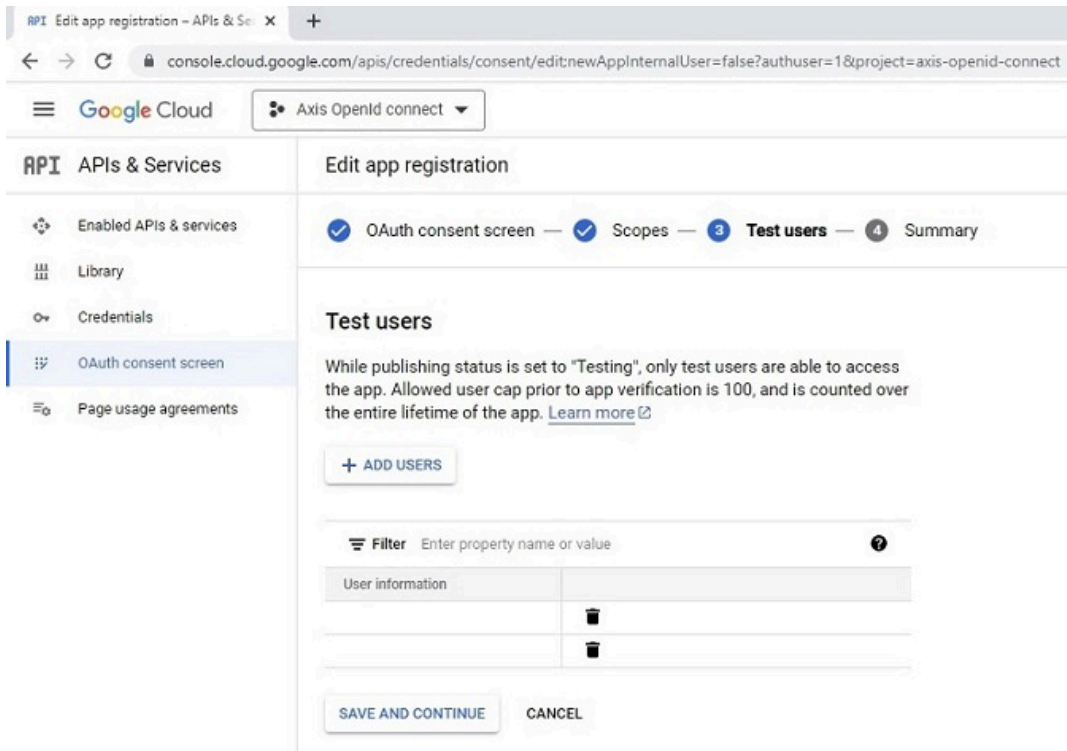 API Edit app registration – APIs & Se
console.cloud.google.com/apis/credentials/consent/edit;newAppInternalUser=false?authuser=1&project=axis-openid-connect
Google Cloud Axis OpenId connect
API APIs & Services
Edit app registration
Enabled APIs & services
Library
Credentials
OAuth consent screen
Page usage agreements
OAuth consent screen — Scopes — 3 Test users — 4 Summary
Test users
While publishing status is set to "Testing", only test users are able to access
the app. Allowed user cap prior to app verification is 100, and is counted over
the entire lifetime of the app. Learn more
+ ADD USERS
Filter Enter property name or value
User information
SAVE AND CONTINUE CANCEL